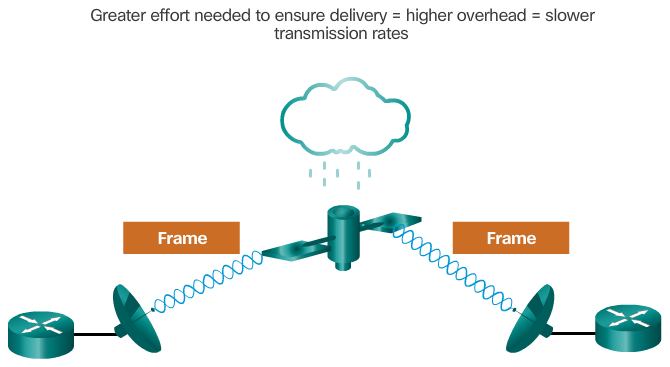 Greater effort needed to ensure delivery = higher overhead = slower
transmission rates
Frame
Frame